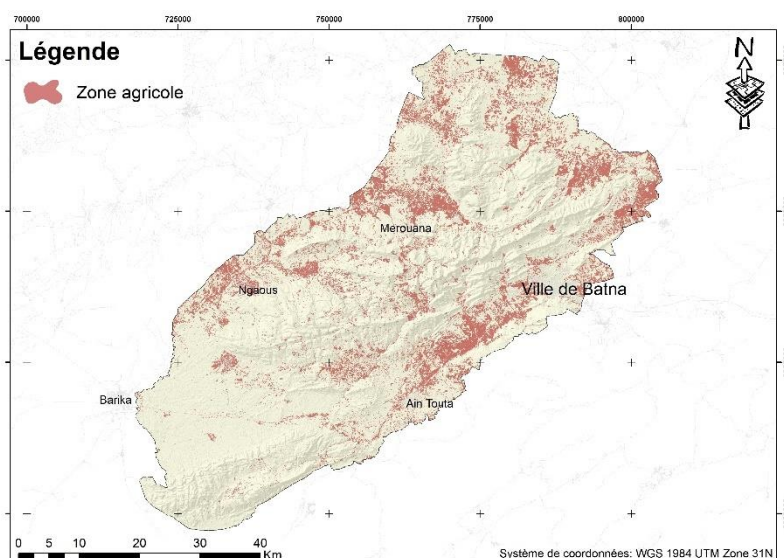 700000 725000 750000 775000 800000
Légende
Zone agricole
N
Merouana
Ngaous
Ville de Batna
Barika
Ain Touta
0 5 10 20 30 40
Km
Système de coordonnées: WGS 1984 UTM Zone 31N